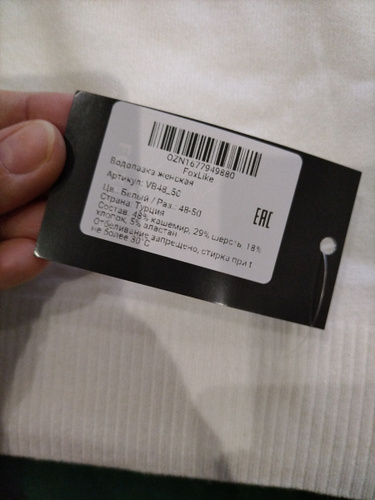 OZN1677949880
FoxLike
Водолазка женская
Артикул: VB48_50
Цв.: Белый / Раз.: 48-50
Страна: Турция
Состав: 48% кашемир, 29% шерсть, 18%
хлопок, 5% эластан
Отбеливание запрещено, стирка при t
не более 30°C
EAC